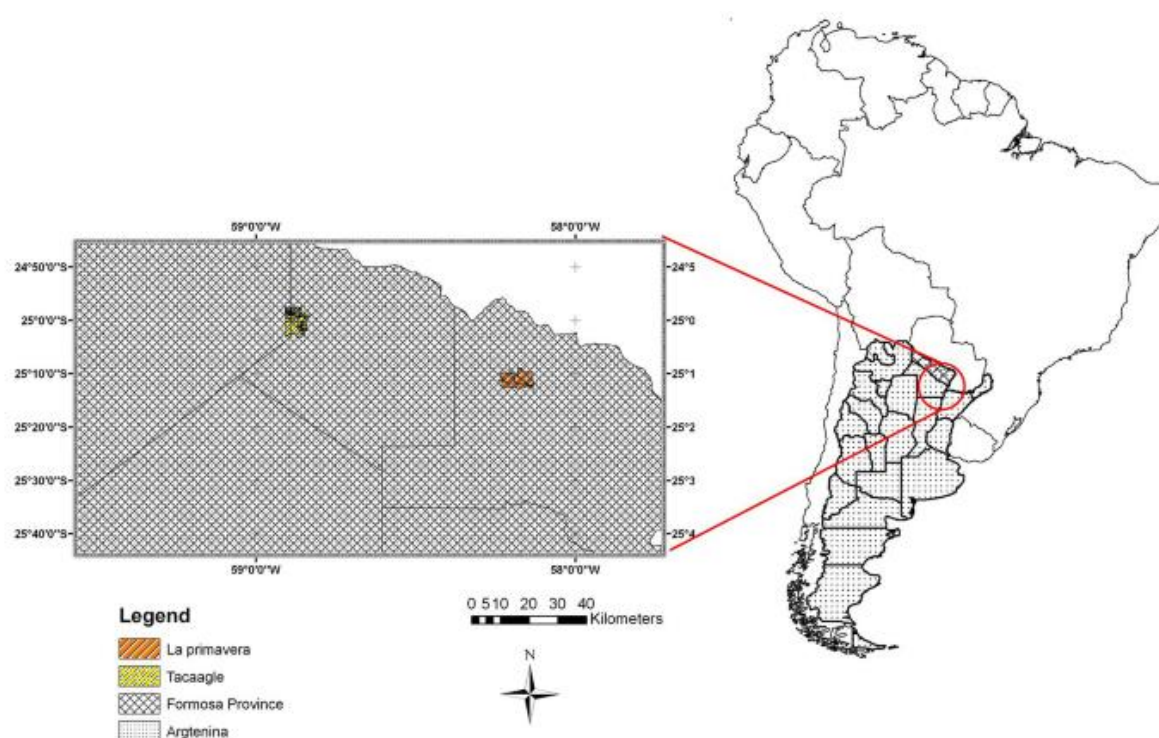 59°0'0"W 58°0'0"W
24°50'0"S 24°5
25°0'0"S 25°0
25°10'0"S 25°1
25°20'0"S 25°2
25°30'0"S 25°3
25°40'0"S 25°4
59°0'0"W 58°0'0"W
Legend
La primavera
Tacaagle
Formosa Province
Argtenina
0 5 10 20 30 40
Kilometers
N